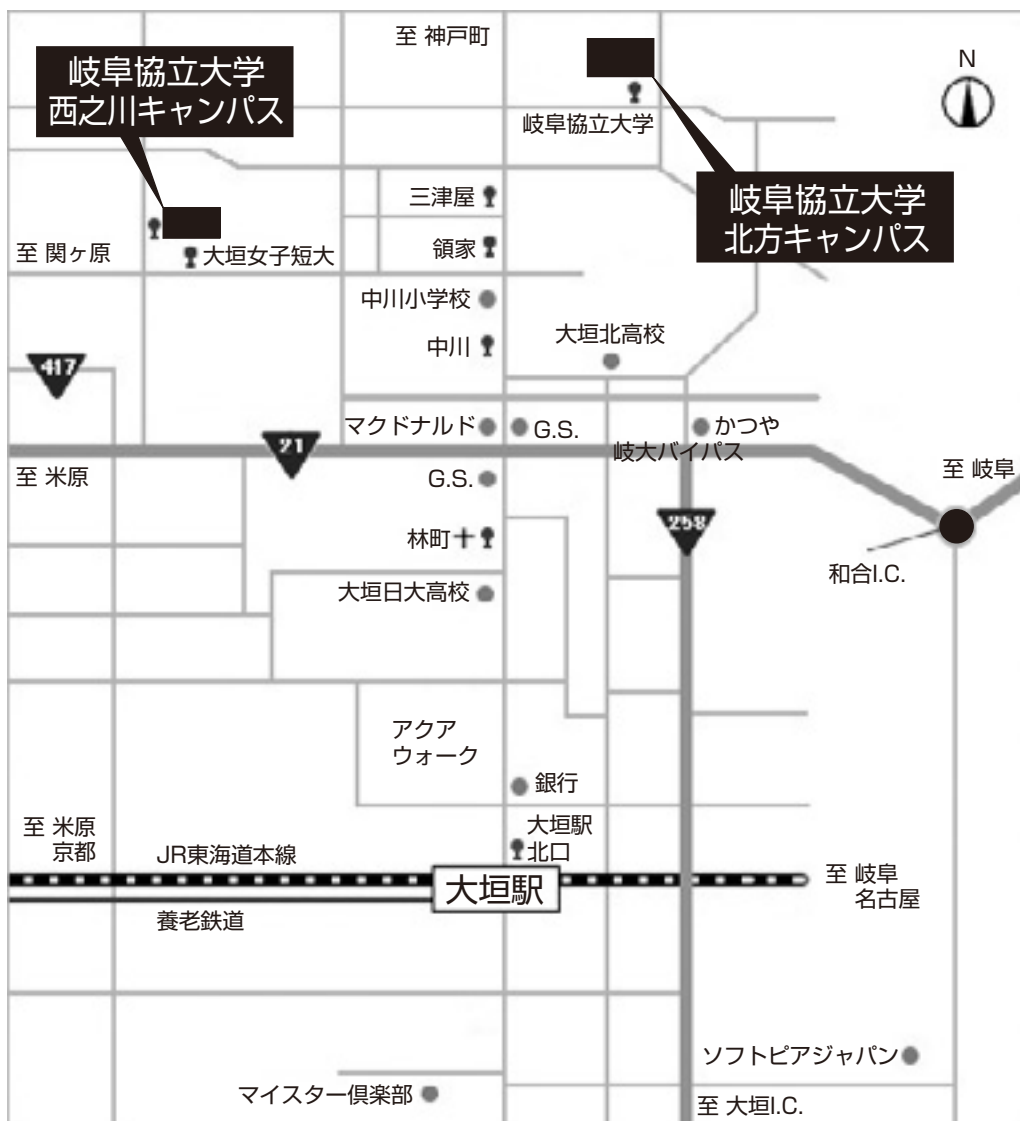 至 神戸町
N
岐阜協立大学
西之川キャンパス
岐阜協立大学
岐阜協立大学
北方キャンパス
三津屋
至 関ヶ原
大垣女子短大
領家
中川小学校
大垣北高校
中川
417
マクドナルド
G.S.
かつや
21
岐大バイパス
至 米原
G.S.
至 岐阜
258
林町
和合I.C.
大垣日大高校
アクア
ウォーク
銀行
至 米原
京都
大垣駅
北口
JR東海道本線
大垣駅
至 岐阜
名古屋
養老鉄道
ソフトピアジャパン
マイスター倶楽部
至 大垣I.C.